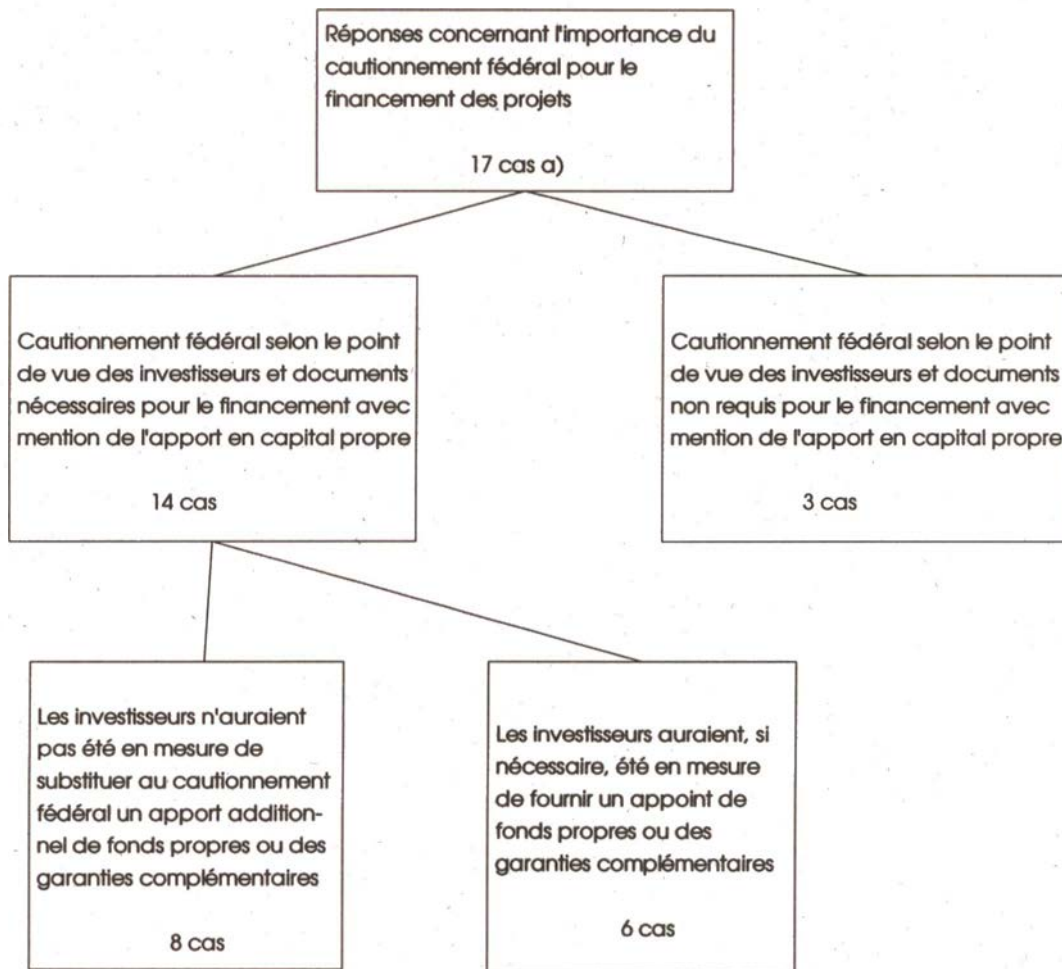 Réponses concernant l'importance du
cautionnement fédéral pour le
financement des projets
17 cas a)
Cautionnement fédéral selon le point
de vue des investisseurs et documents
nécessaires pour le financement avec
mention de l'apport en capital propre
14 cas
Cautionnement fédéral selon le point
de vue des investisseurs et documents
non requis pour le financement avec
mention de l'apport en capital propre
3 cas
Les investisseurs n'auraient
pas été en mesure de
substituer au cautionnement
fédéral un apport addition-
nel de fonds propres ou des
garanties complémentaires
8 cas
Les investisseurs auraient, si
nécessaire, été en mesure
de fournir un appoint de
fonds propres ou des
garanties complémentaires
6 cas